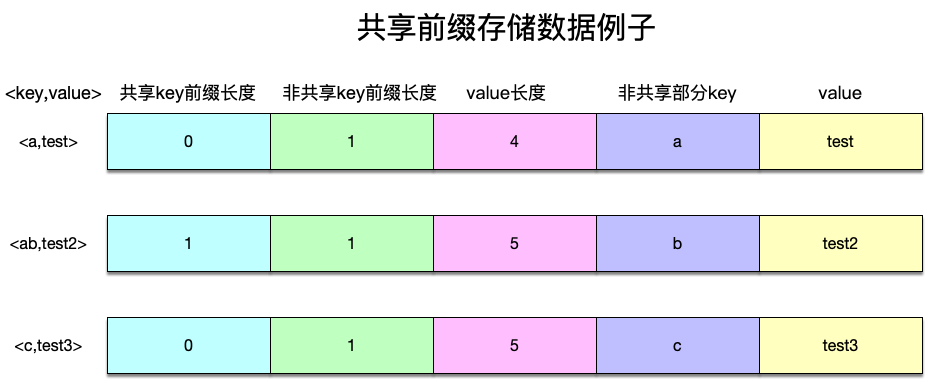 共享前缀存储数据例子
<key,value> 共享key前缀长度 非共享key前缀长度 value长度 非共享部分key value
<a,test> 0 1 4 a test
<ab,test2> 1 1 5 b test2
<c,test3> 0 1 5 c test3